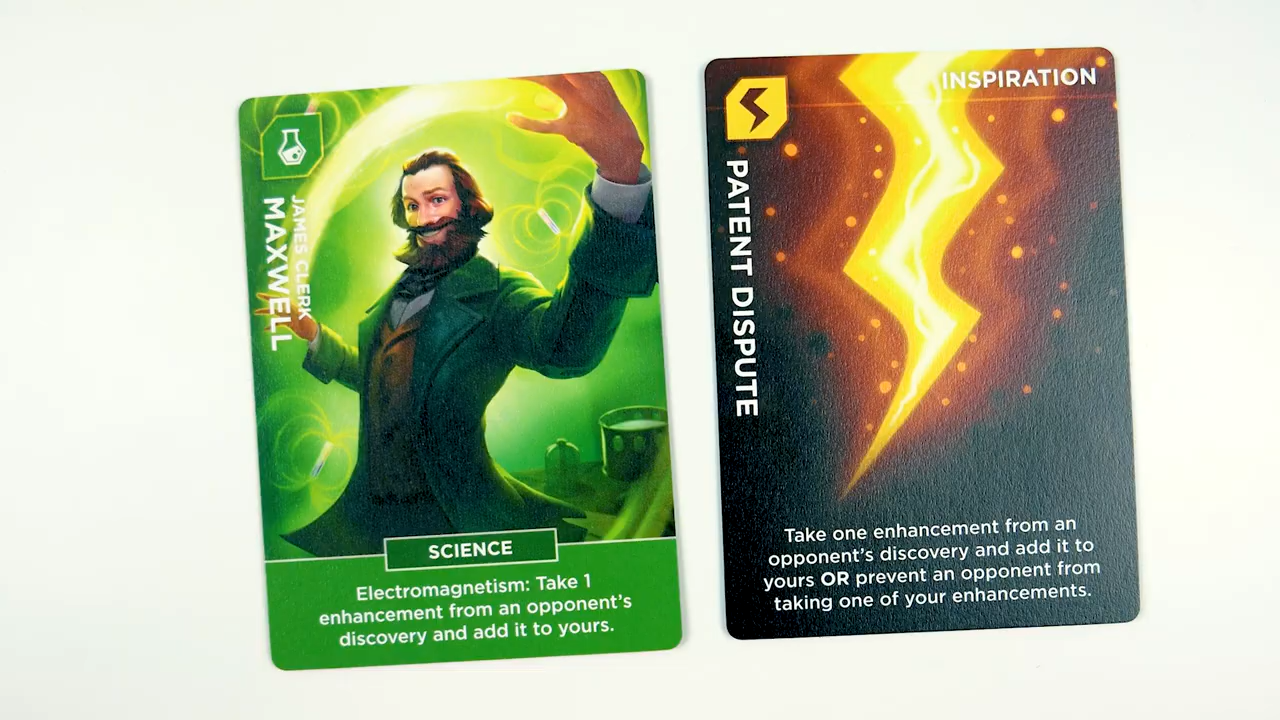 JAMES CLERK
MAXWELL
SCIENCE
Electromagnetism: Take 1
enhancement from an opponent's
discovery and add it to yours.
INSPIRATION
PATENT DISPUTE
Take one enhancement from an
opponent's discovery and add it to
yours OR prevent an opponent from
taking one of your enhancements.